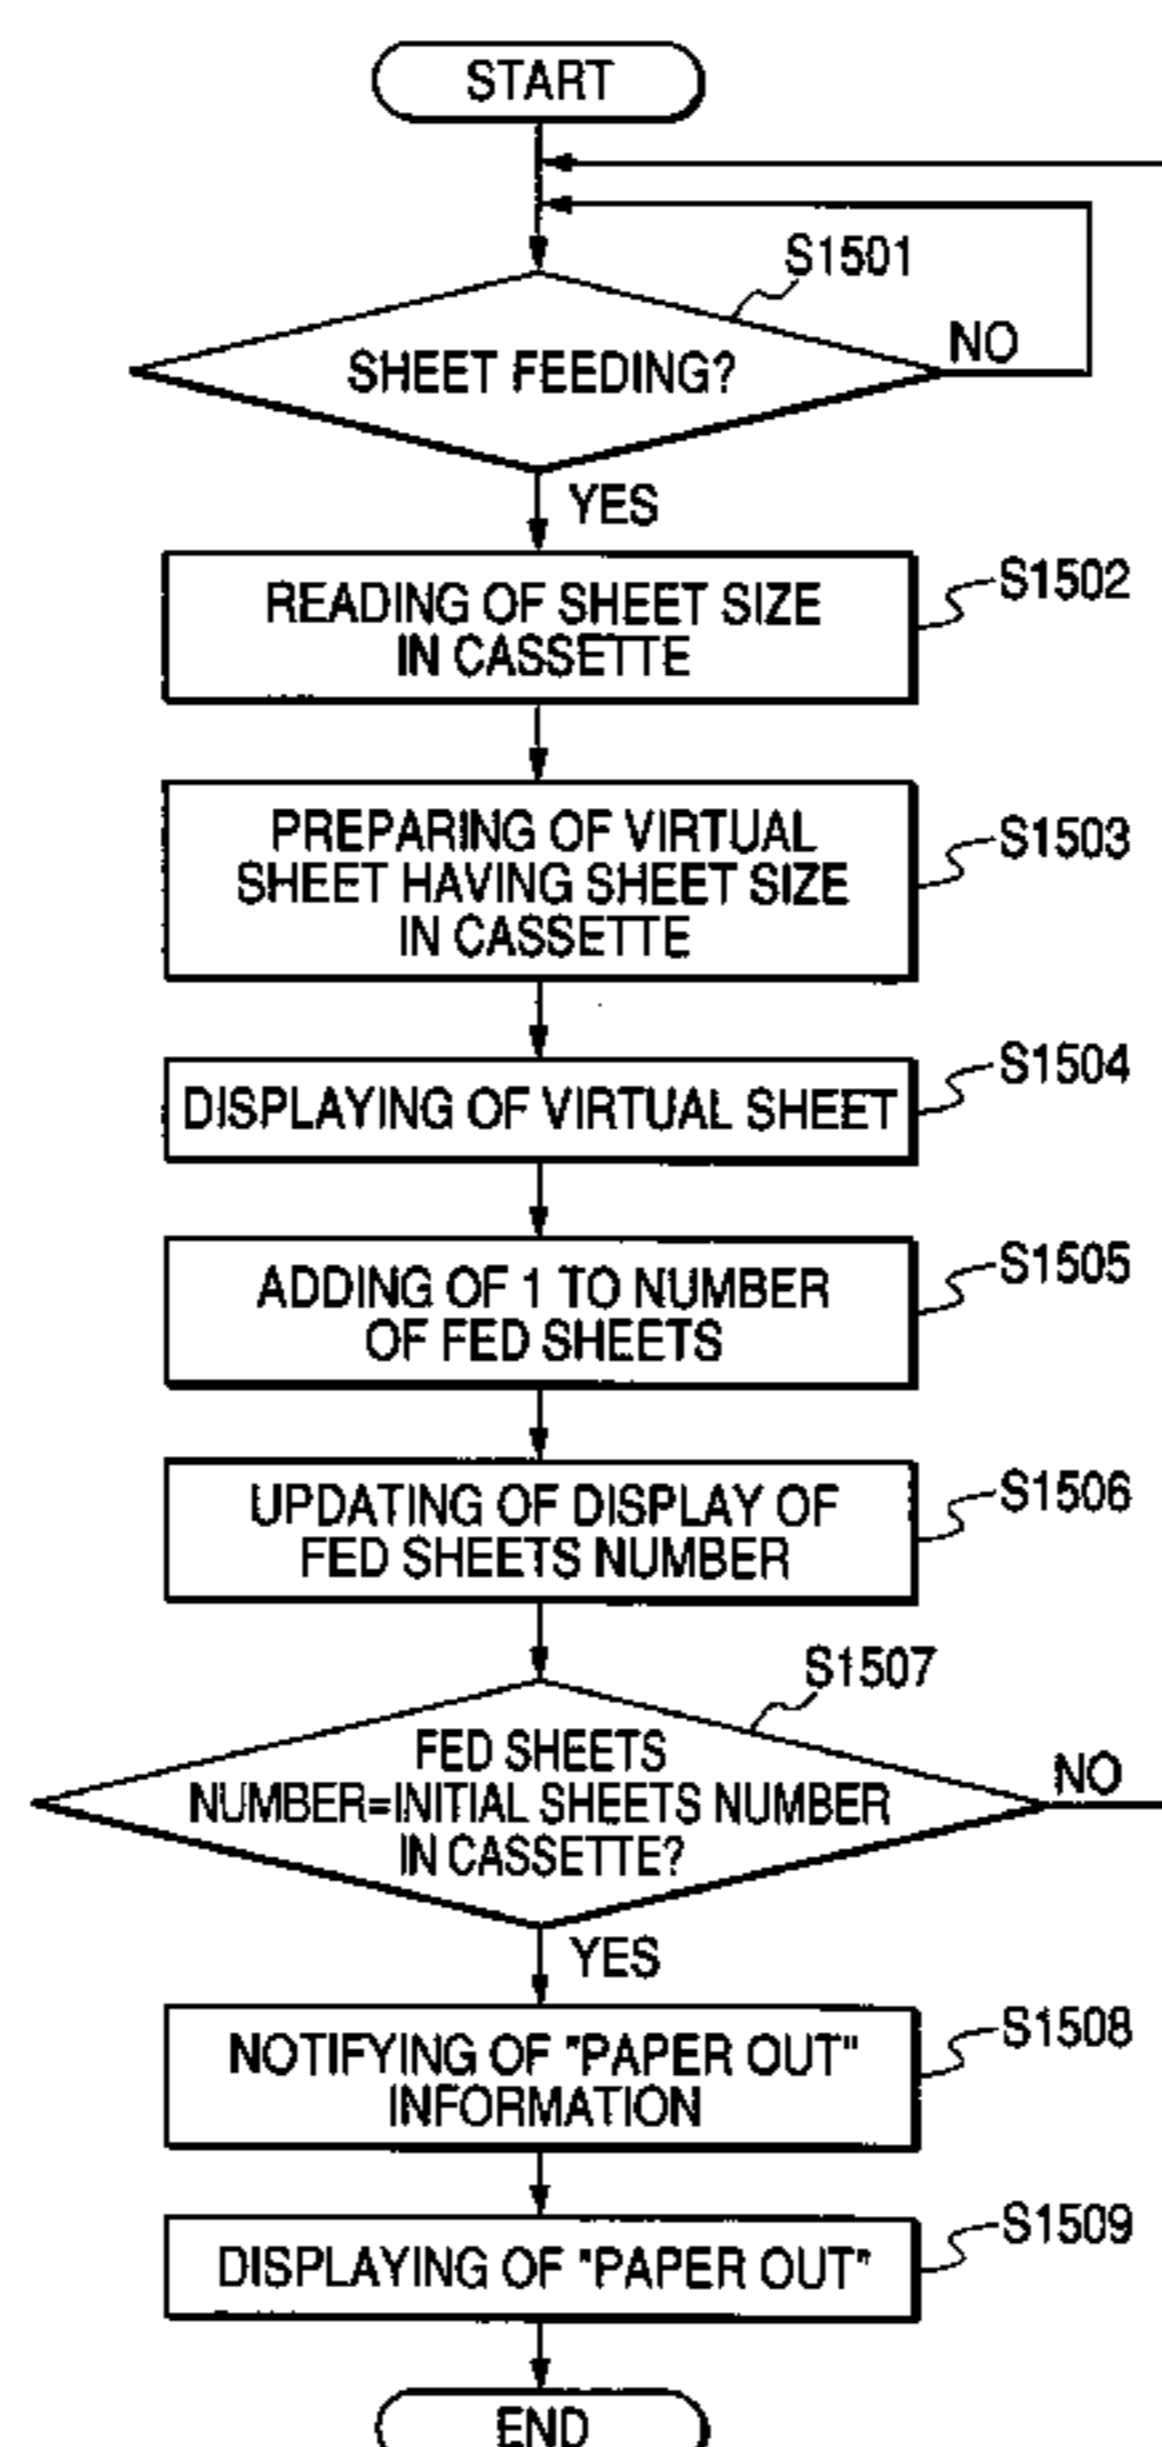 START
S1501
SHEET FEEDING?
NO
YES
READING OF SHEET SIZE
IN CASSETTE
S1502
PREPARING OF VIRTUAL
SHEET HAVING SHEET SIZE
IN CASSETTE
S1503
DISPLAYING OF VIRTUAL SHEET
S1504
ADDING OF 1 TO NUMBER
OF FED SHEETS
S1505
UPDATING OF DISPLAY OF
FED SHEETS NUMBER
S1506
S1507
FED SHEETS
NUMBER=INITIAL SHEETS NUMBER
IN CASSETTE?
NO
YES
NOTIFYING OF "PAPER OUT"
INFORMATION
S1508
DISPLAYING OF "PAPER OUT"
S1509
END